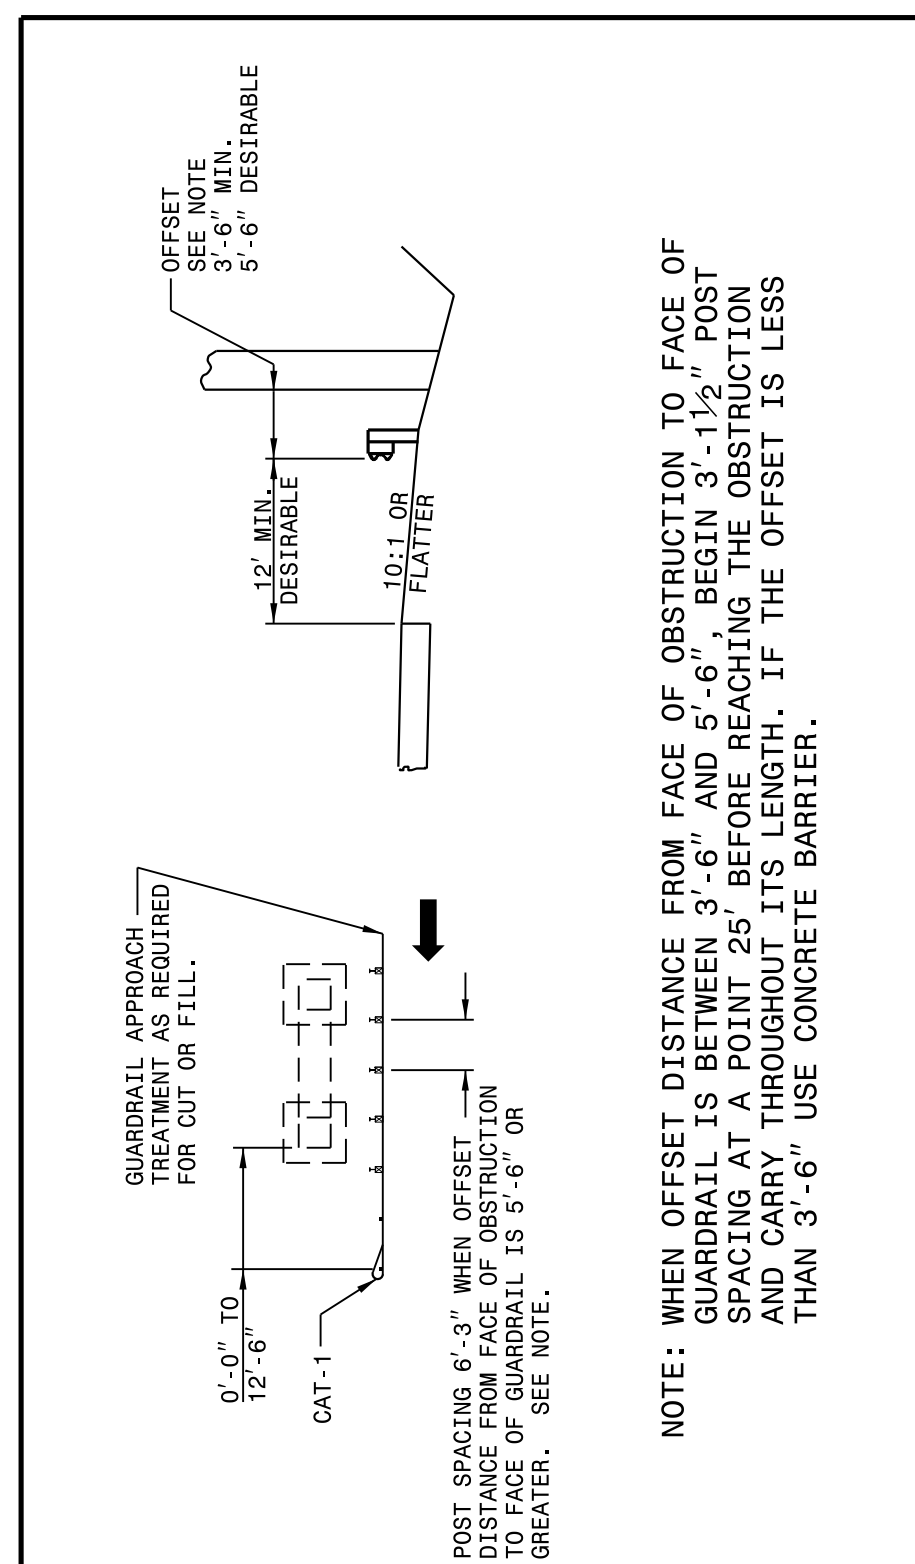 OFFSET
SEE NOTE
3'-6" MIN.
5'-6" DESIRABLE
12' MIN.
DESIRABLE
10:1 OR
FLATTER
GUARDRAIL APPROACH
TREATMENT AS REQUIRED
FOR CUT OR FILL.
0'-0" TO
12'-6"
CAT-1
POST SPACING 6'-3" WHEN OFFSET
DISTANCE FROM FACE OF OBSTRUCTION
TO FACE OF GUARDRAIL IS 5'-6" OR
GREATER. SEE NOTE.
NOTE: WHEN OFFSET DISTANCE FROM FACE OF OBSTRUCTION TO FACE OF
GUARDRAIL IS BETWEEN 3'-6" AND 5'-6", BEGIN 3'-1½" POST
SPACING AT A POINT 25' BEFORE REACHING THE OBSTRUCTION
AND CARRY THROUGHOUT ITS LENGTH. IF THE OFFSET IS LESS
THAN 3'-6" USE CONCRETE BARRIER.